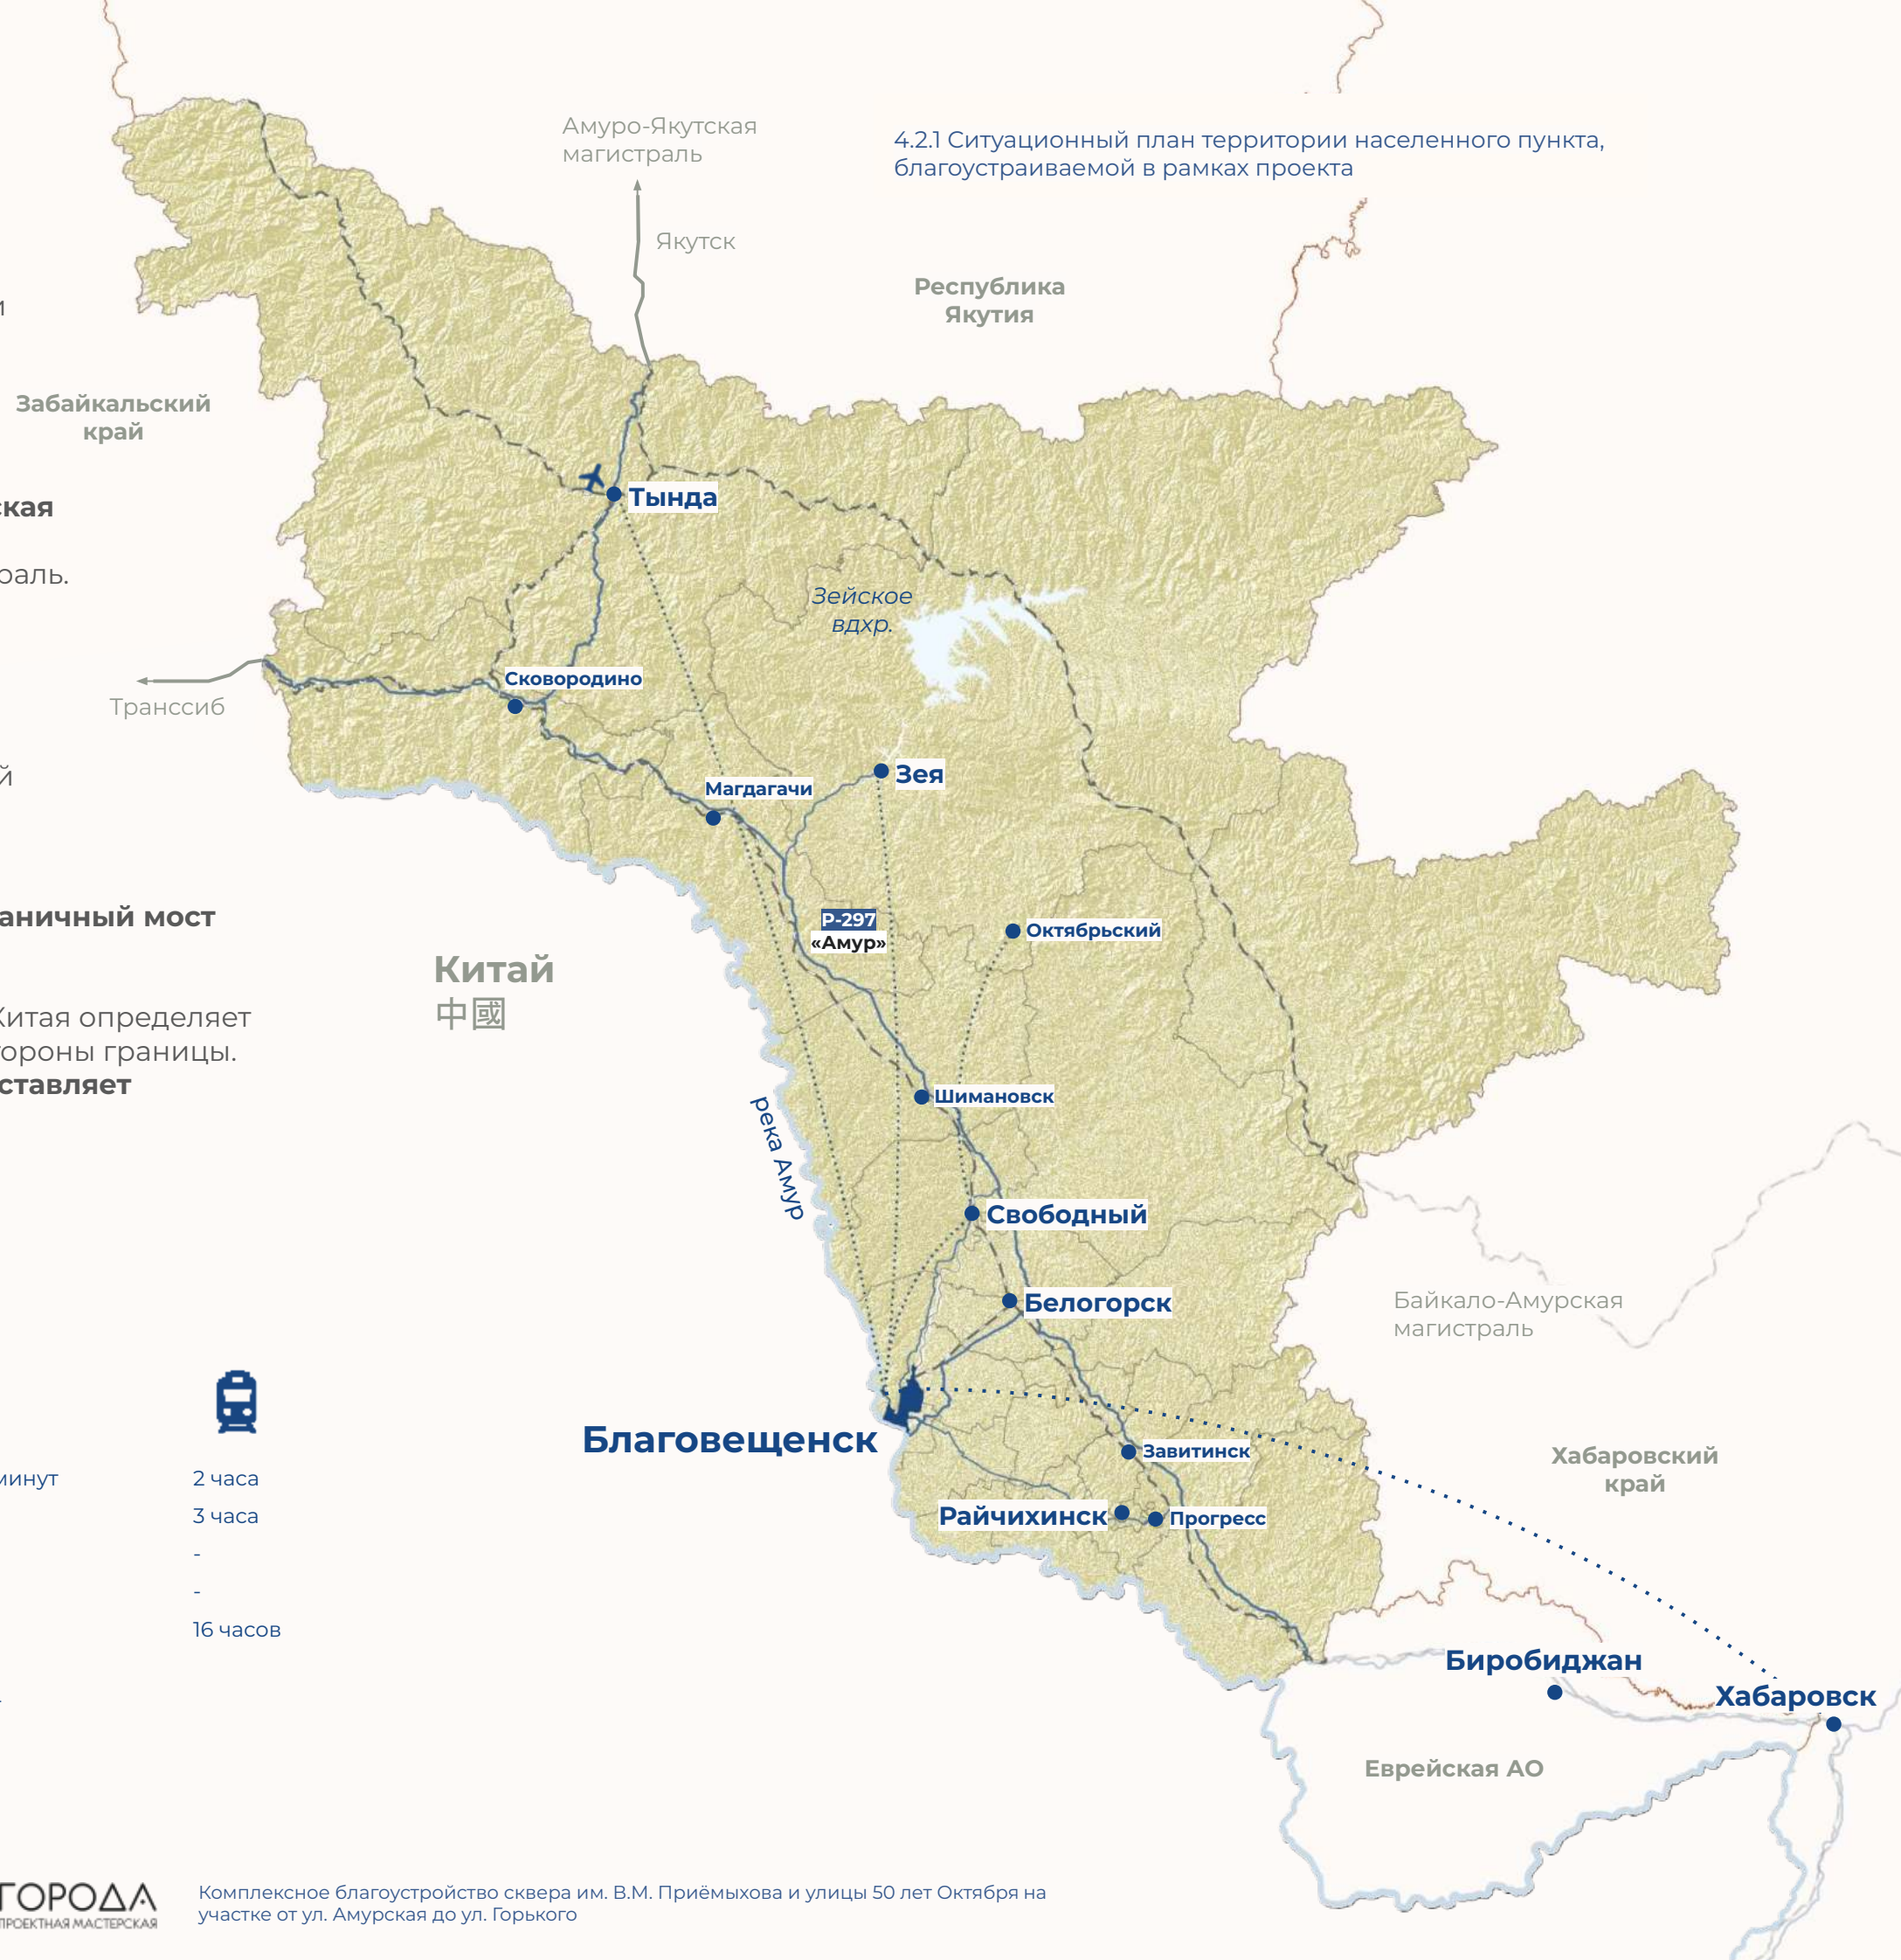 4.2.1 Ситуационный план территории населенного пункта,
благоустраиваемой в рамках проекта
Амуро-Якутская
магистраль
Якутск
Республика
Якутия
Забайкальский
край
Тында
Зейское
вдхр.
Сковородино
Транссиб
Зея
Магдагачи
Р-297
«Амур»
Октябрьский
аничный мост
Китай
中國
Китая определяет
ороны границы.
ставляет
Шимановск
река Амур
Свободный
Белогорск
Байкало-Амурская
магистраль
Благовещенск
Завитинск
Хабаровский
край
Райчихинск
Прогресс
минут
2 часа
3 часа
-
-
16 часов
Биробиджан
Хабаровск
Еврейская АО
ГОРОДА
ПРОЕКТНАЯ МАСТЕРСКАЯ
Комплексное благоустройство сквера им. В.М. Приёмыхова и улицы 50 лет Октября на
участке от ул. Амурская до ул. Горького